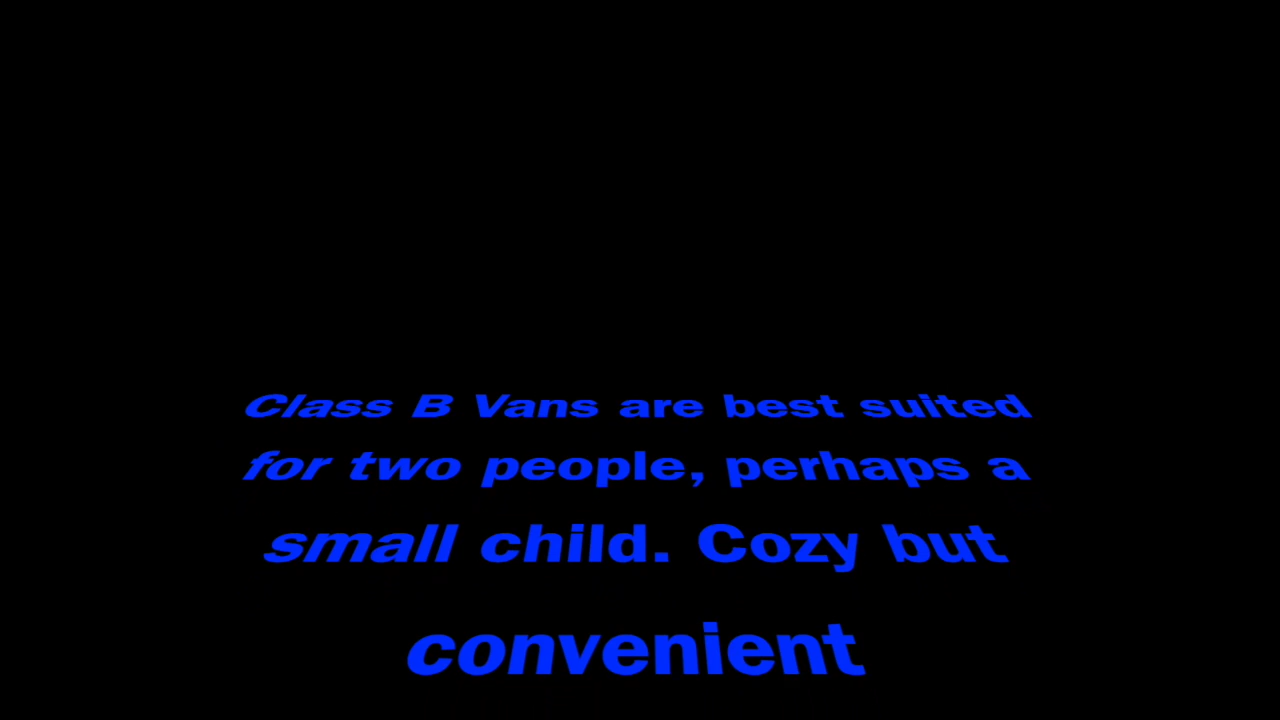 Class B Vans are best suited
for two people, perhaps a
small child. Cozy but
convenient